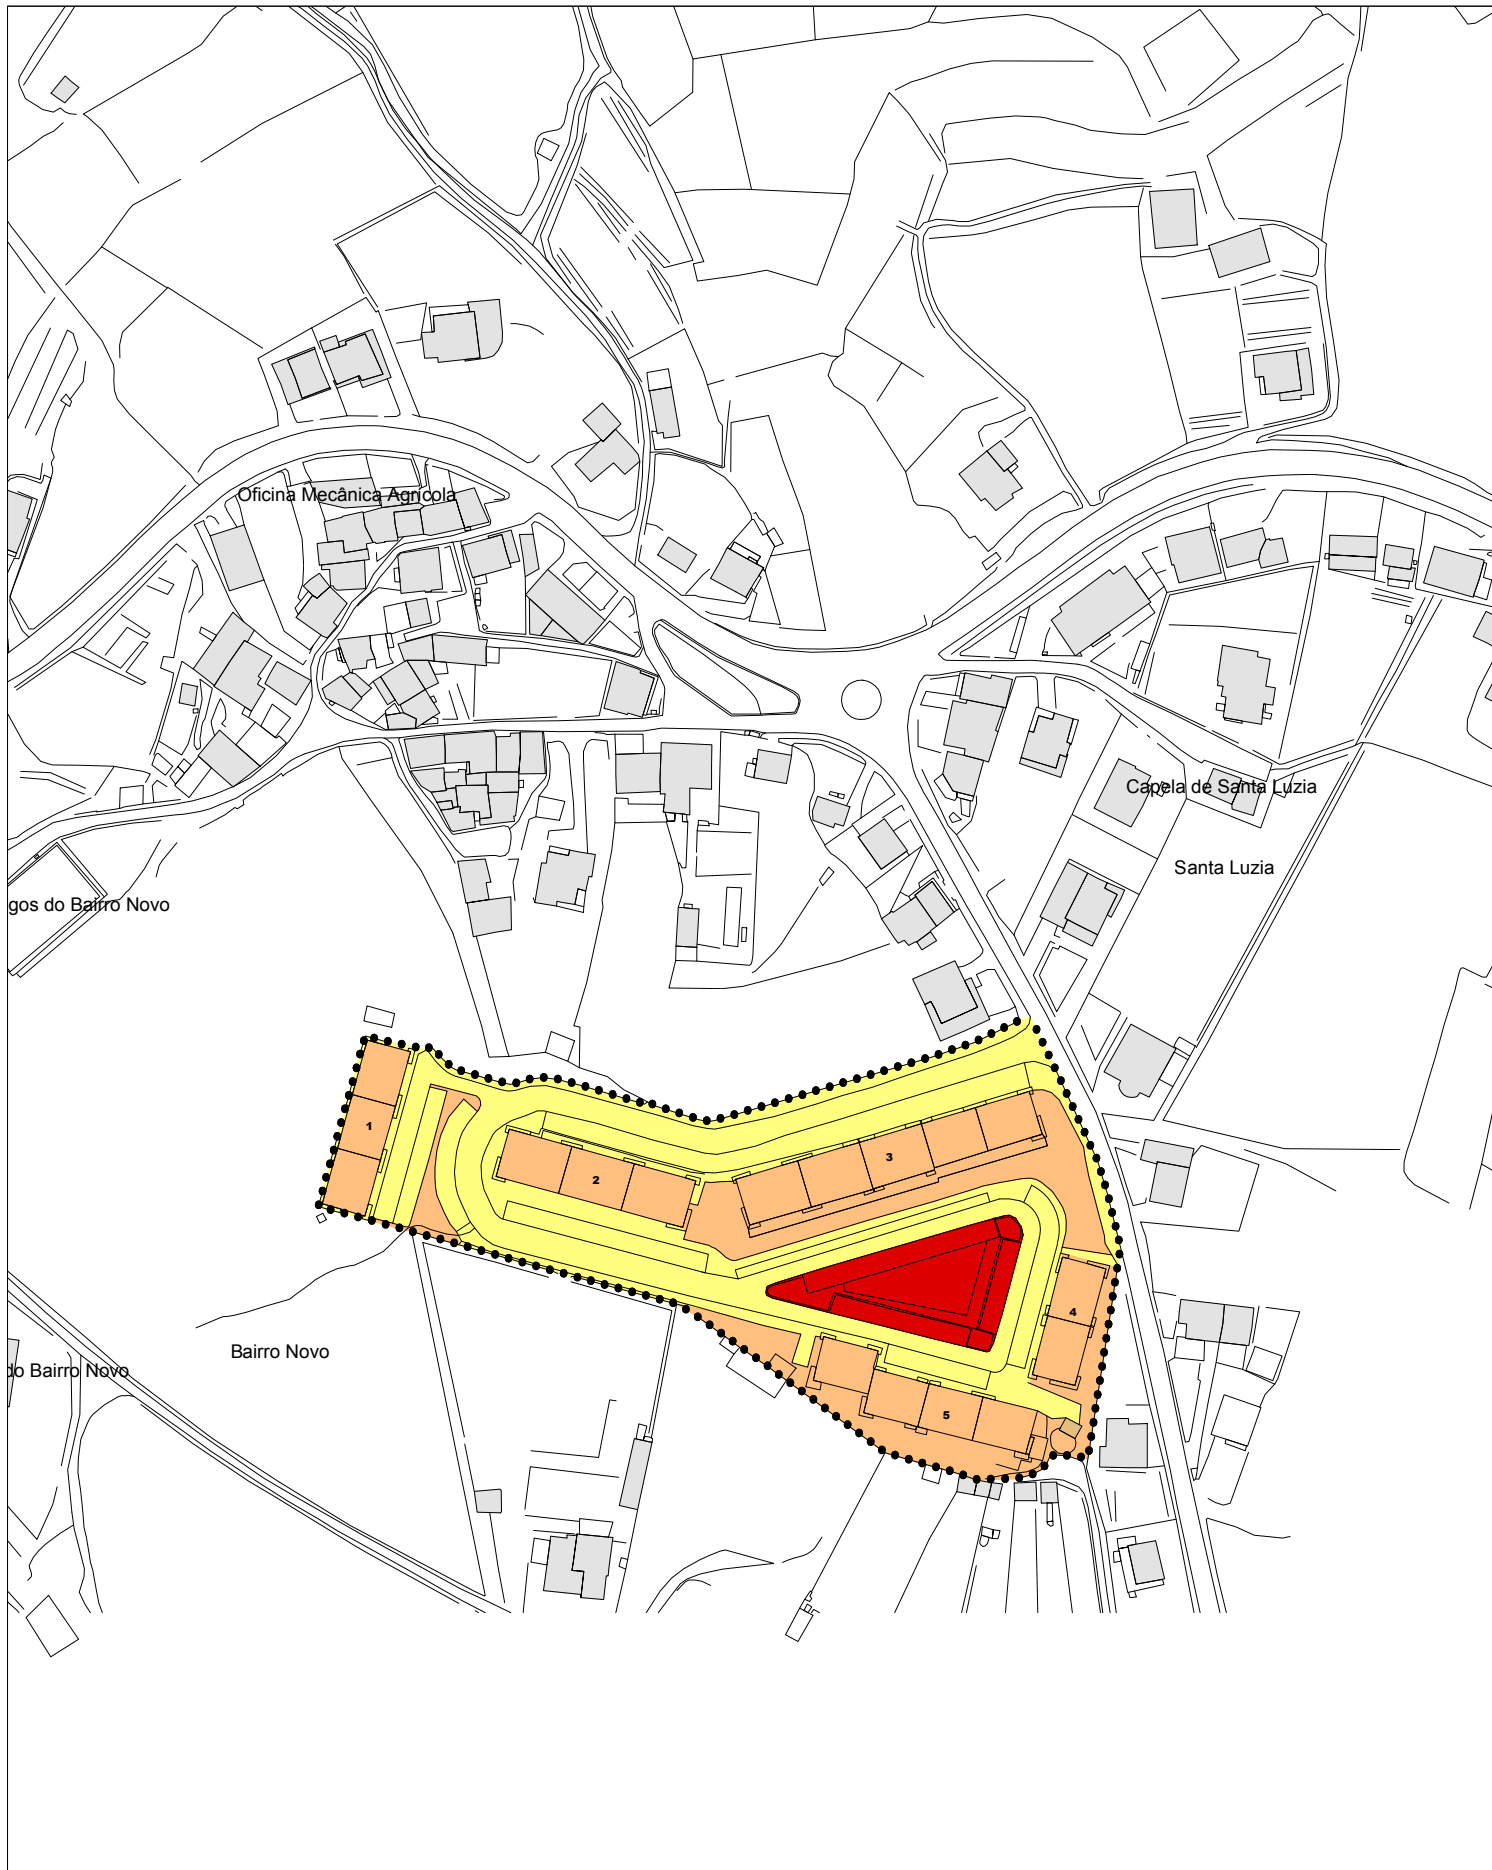 Oficina Mecânica Agrícola
Capela de Santa Luzia
Santa Luzia
gos do Bairro Novo
1
2
3
4
5
Bairro Novo
do Bairro Novo